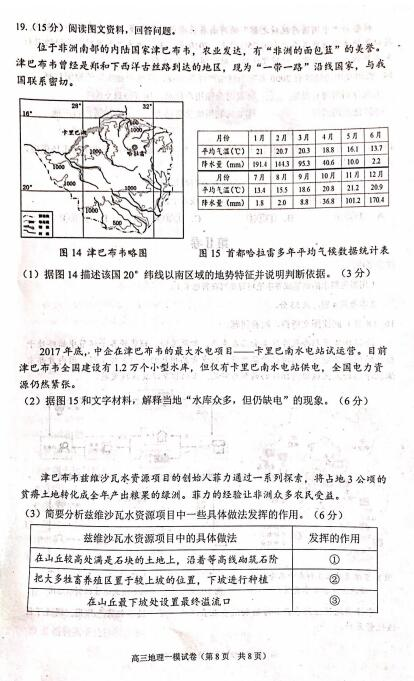 19.(15分)阅读图文资料，回答问题。
位于非洲南部的内陆国家津巴布韦，农业发达，有“非洲的面包篮”的美誉。
津巴布韦曾经是郑和下西洋古丝路到达的地区，现为“一带一路”沿线国家，与我
国联系密切。
28° 32°
16°
卡里巴
500
1000
1000
哈拉雷
1000
20°
1000
1000
500
月份 1月 2月 3月 4月 5月 6月
平均气温(℃) 21 20.7 20.3 18.8 16.1 13.7
降水量(mm) 191.4 144.3 95.3 40.6 10.0 2.2
月份 7月 8月 9月 10月 11月 12月
平均气温(℃) 13.4 15.5 18.6 20.8 21.2 20.9
降水量(mm) 1.8 2.0 8.8 36.8 101.2 170.4
图 14 津巴布韦略图
图 15 首都哈拉雷多年平均气候数据统计表
(1)据图 14 描述该国 20° 纬线以南区域的地势特征并说明判断依据。(3 分)
2017 年底，中企在津巴布韦的最大水电项目——卡里巴南水电站试运营。目前
津巴布韦全国建设有 1.2 万个小型水库，但仅有卡里巴南水电站供电，全国电力资
源仍然紧张。
(2)据图 15 和文字材料，解释当地“水库众多，但仍缺电”的现象。(6 分)
津巴布韦兹维沙瓦水资源项目的创始人菲力通过一系列探索，将占地 3 公顷的
贫瘠土地转化成全年产出粮果的绿洲。菲力的经验让非洲众多农民受益。
(3)简要分析兹维沙瓦水资源项目中一些具体做法发挥的作用。(6 分)
兹维沙瓦水资源项目中的具体做法 发挥的作用
在山丘较高处满是石块的土地上，沿着等高线砌筑石阶 ①
把大多牲畜养殖区置于较上坡的位置，下坡进行种植 ②
在山丘最下坡处设置最终溢流口 ③
高三地理一模试卷(第 8 页 共 8 页)